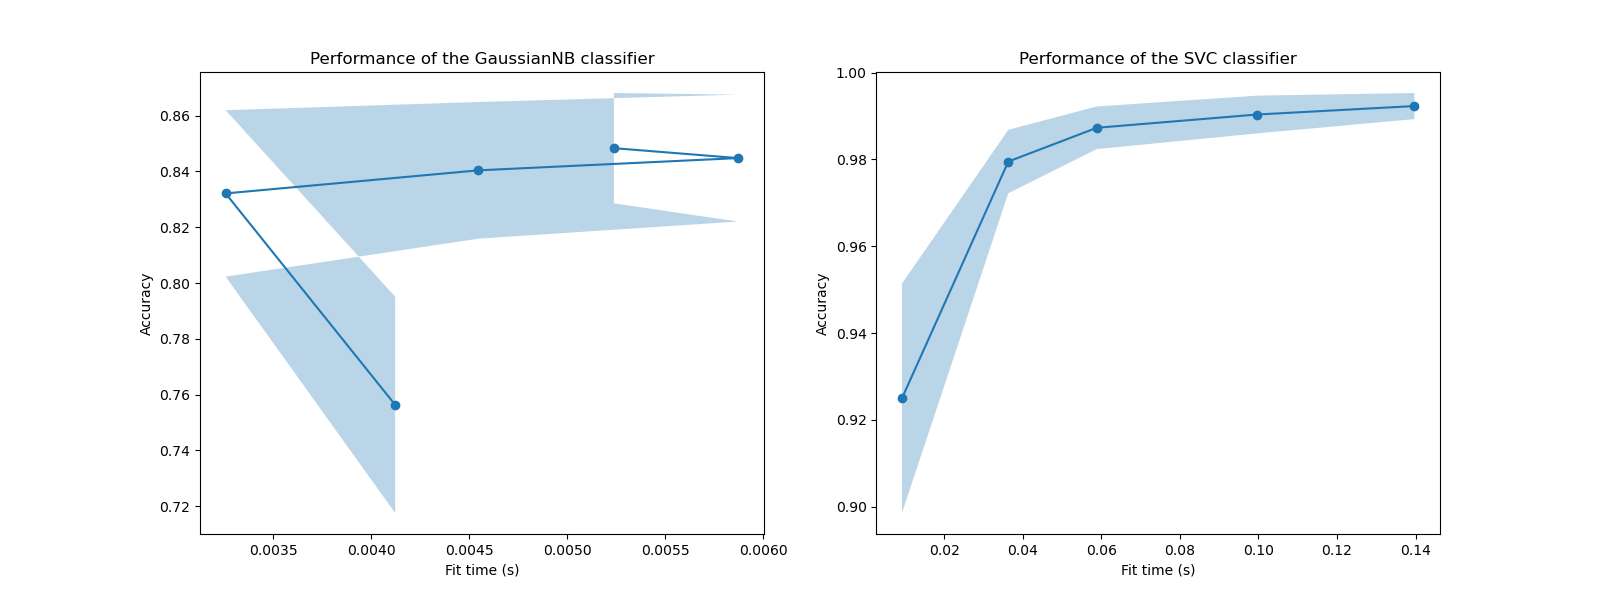 Performance of the GaussianNB classifier
0.86
0.84
0.82
0.80
0.78
0.76
0.74
0.72
Accuracy
0.0035 0.0040 0.0045 0.0050 0.0055 0.0060
Fit time (s)
Performance of the SVC classifier
1.00
0.98
0.96
0.94
0.92
0.90
Accuracy
0.02 0.04 0.06 0.08 0.10 0.12 0.14
Fit time (s)